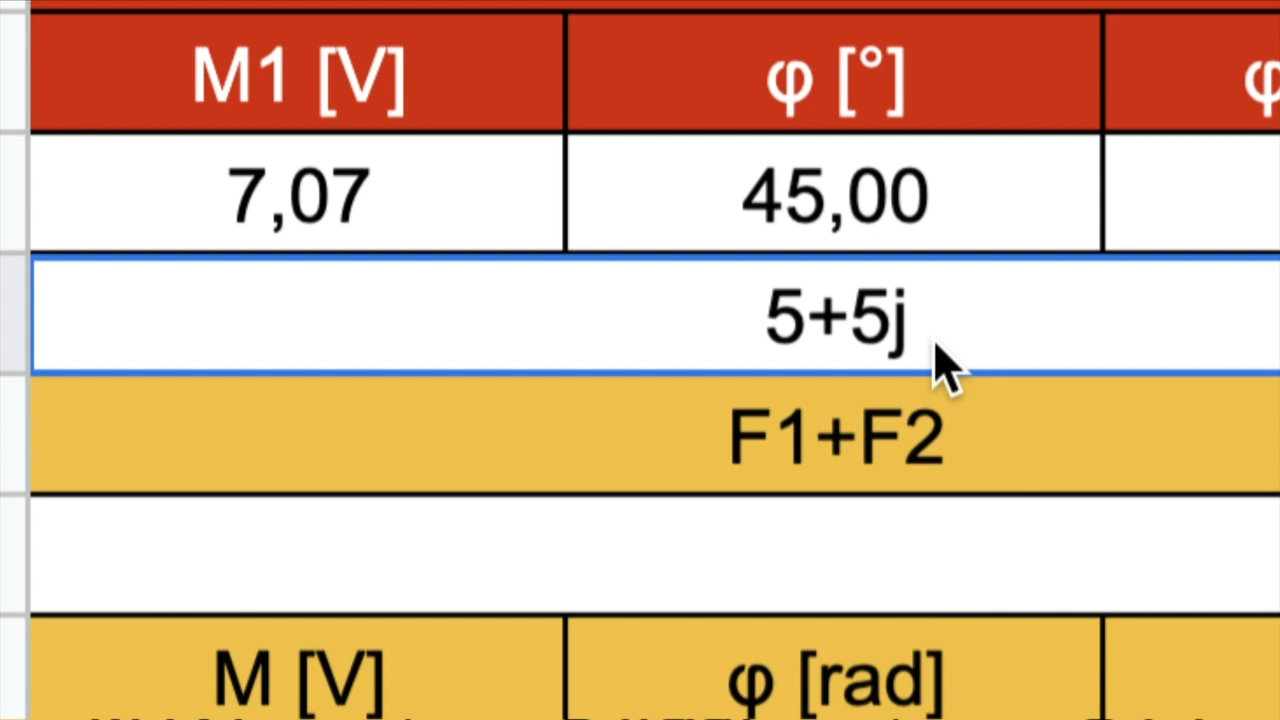 M1 [V] φ [°] φ
7,07 45,00
5+5j
F1+F2
M [V] φ [rad]